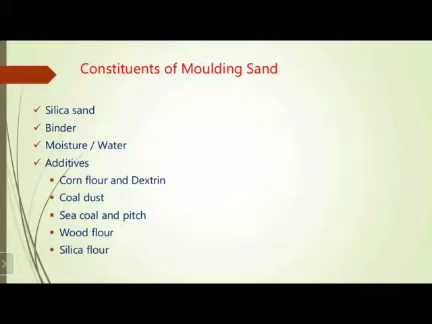 Constituents of Moulding Sand
✓ Silica sand
✓ Binder
✓ Moisture / Water
✓ Additives
▪ Corn flour and Dextrin
▪ Coal dust
▪ Sea coal and pitch
▪ Wood flour
▪ Silica flour